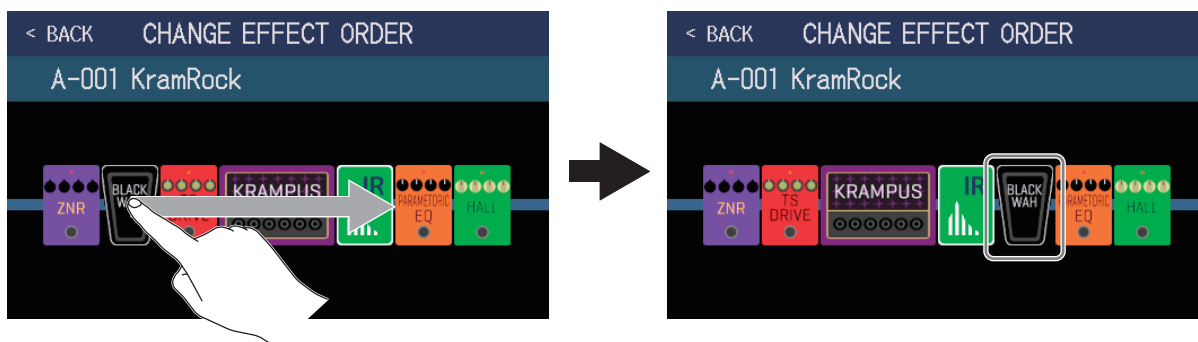 < BACK CHANGE EFFECT ORDER
A-001 KramRock
ZNR
BLACK
DRIVE
KRAMPUS
IR
PARAMETORIC
EQ
HALL
< BACK CHANGE EFFECT ORDER
A-001 KramRock
ZNR
TS
DRIVE
KRAMPUS
IR
BLACK
WAH
EQ
HALL